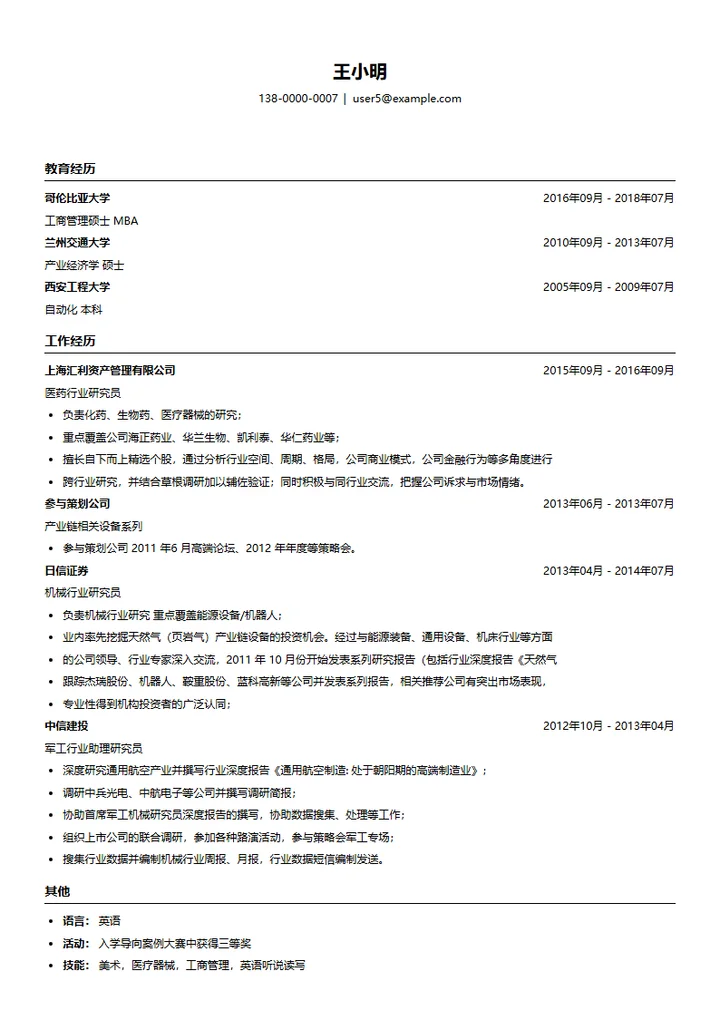 王小明
138-0000-0007 | user5@example.com
教育经历
哥伦比亚大学 2016年09月 - 2018年07月
工商管理硕士 MBA
兰州交通大学 2010年09月 - 2013年07月
产业经济学 硕士
西安工程大学 2005年09月 - 2009年07月
自动化 本科
工作经历
上海汇利资产管理有限公司 2015年09月 - 2016年09月
医药行业研究员
• 负责化药、生物药、医疗器械的研究；
• 重点覆盖公司海正药业、华兰生物、凯利泰、华仁药业等；
• 擅长自下而上精选个股，通过分析行业空间、周期、格局，公司商业模式，公司金融行为等多角度进行
• 跨行业研究，并结合草根调研加以辅佐验证；同时积极与同行业交流，把握公司诉求与市场情绪。
参与策划公司 2013年06月 - 2013年07月
产业链相关设备系列
• 参与策划公司 2011 年6 月高端论坛、2012 年年度等策略会。
日信证券 2013年04月 - 2014年07月
机械行业研究员
• 负责机械行业研究 重点覆盖能源设备/机器人；
• 业内率先挖掘天然气（页岩气）产业链设备的投资机会。经过与能源装备、通用设备、机床行业等方面
• 的公司领导、行业专家深入交流，2011 年 10 月份开始发表系列研究报告（包括行业深度报告《天然气
• 跟踪杰瑞股份、机器人、鞍重股份、蓝科高新等公司并发表系列报告，相关推荐公司有突出市场表现，
• 专业性得到机构投资者的广泛认同；
中信建投 2012年10月 - 2013年04月
军工行业助理研究员
• 深度研究通用航空产业并撰写行业深度报告《通用航空制造: 处于朝阳期的高端制造业》；
• 调研中兵光电、中航电子等公司并撰写调研简报；
• 协助首席军工机械研究员深度报告的撰写，协助数据搜集、处理等工作；
• 组织上市公司的联合调研，参加各种路演活动，参与策略会军工专场；
• 搜集行业数据并编制机械行业周报、月报，行业数据短信编制发送。
其他
• 语言： 英语
• 活动： 入学导向案例大赛中获得三等奖
• 技能： 美术，医疗器械，工商管理，英语听说读写